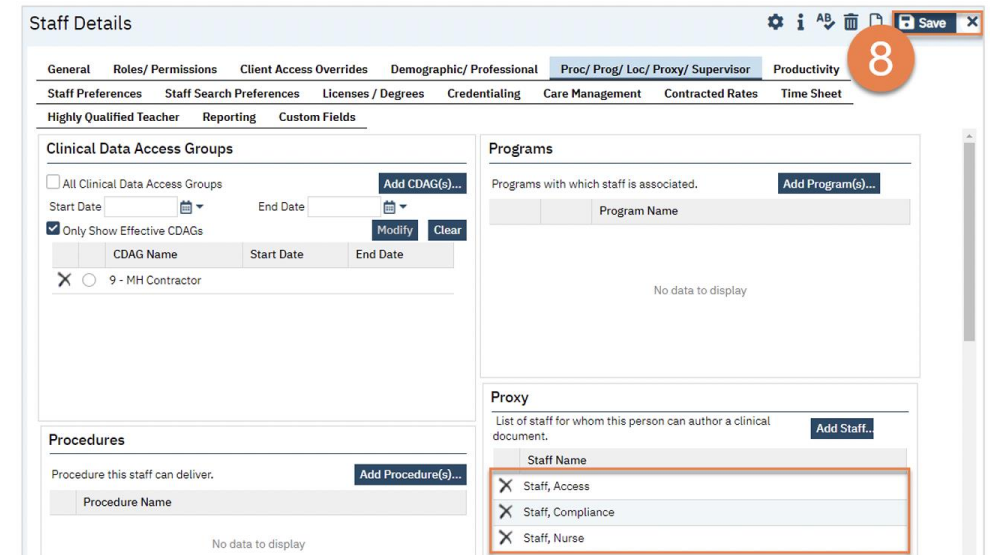 Staff Details
Save
8
General Roles/ Permissions Client Access Overrides Demographic/ Professional Proc/ Prog/ Loc/ Proxy/ Supervisor Productivity
Staff Preferences Staff Search Preferences Licenses / Degrees Credentialing Care Management Contracted Rates Time Sheet
Highly Qualified Teacher Reporting Custom Fields
Clinical Data Access Groups
All Clinical Data Access Groups Add CDAG(s)...
Start Date End Date
Only Show Effective CDAGs Modify Clear
CDAG Name Start Date End Date
9 - MH Contractor
Programs
Programs with which staff is associated. Add Program(s)...
Program Name
No data to display
Procedures
Procedure this staff can deliver. Add Procedure(s)...
Procedure Name
No data to display
Proxy
List of staff for whom this person can author a clinical
document. Add Staff...
Staff Name
Staff, Access
Staff, Compliance
Staff, Nurse